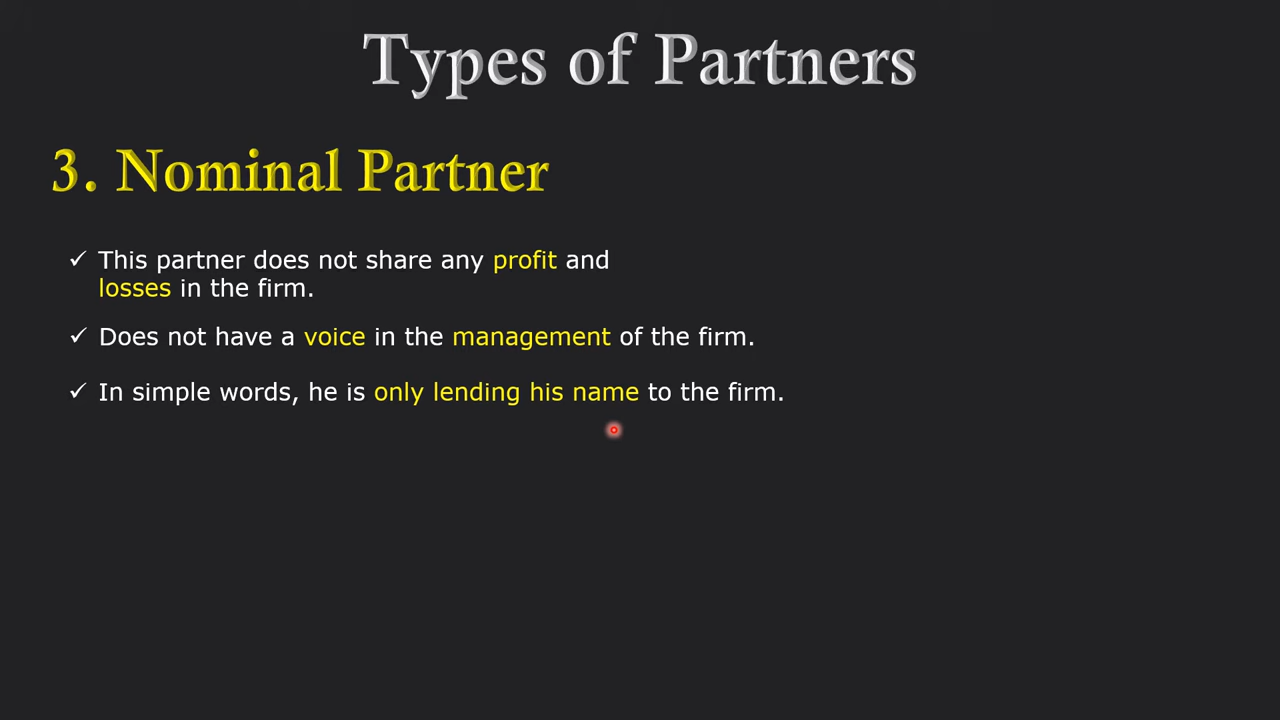 Types of Partners
3. Nominal Partner
✓ This partner does not share any profit and
losses in the firm.
✓ Does not have a voice in the management of the firm.
✓ In simple words, he is only lending his name to the firm.